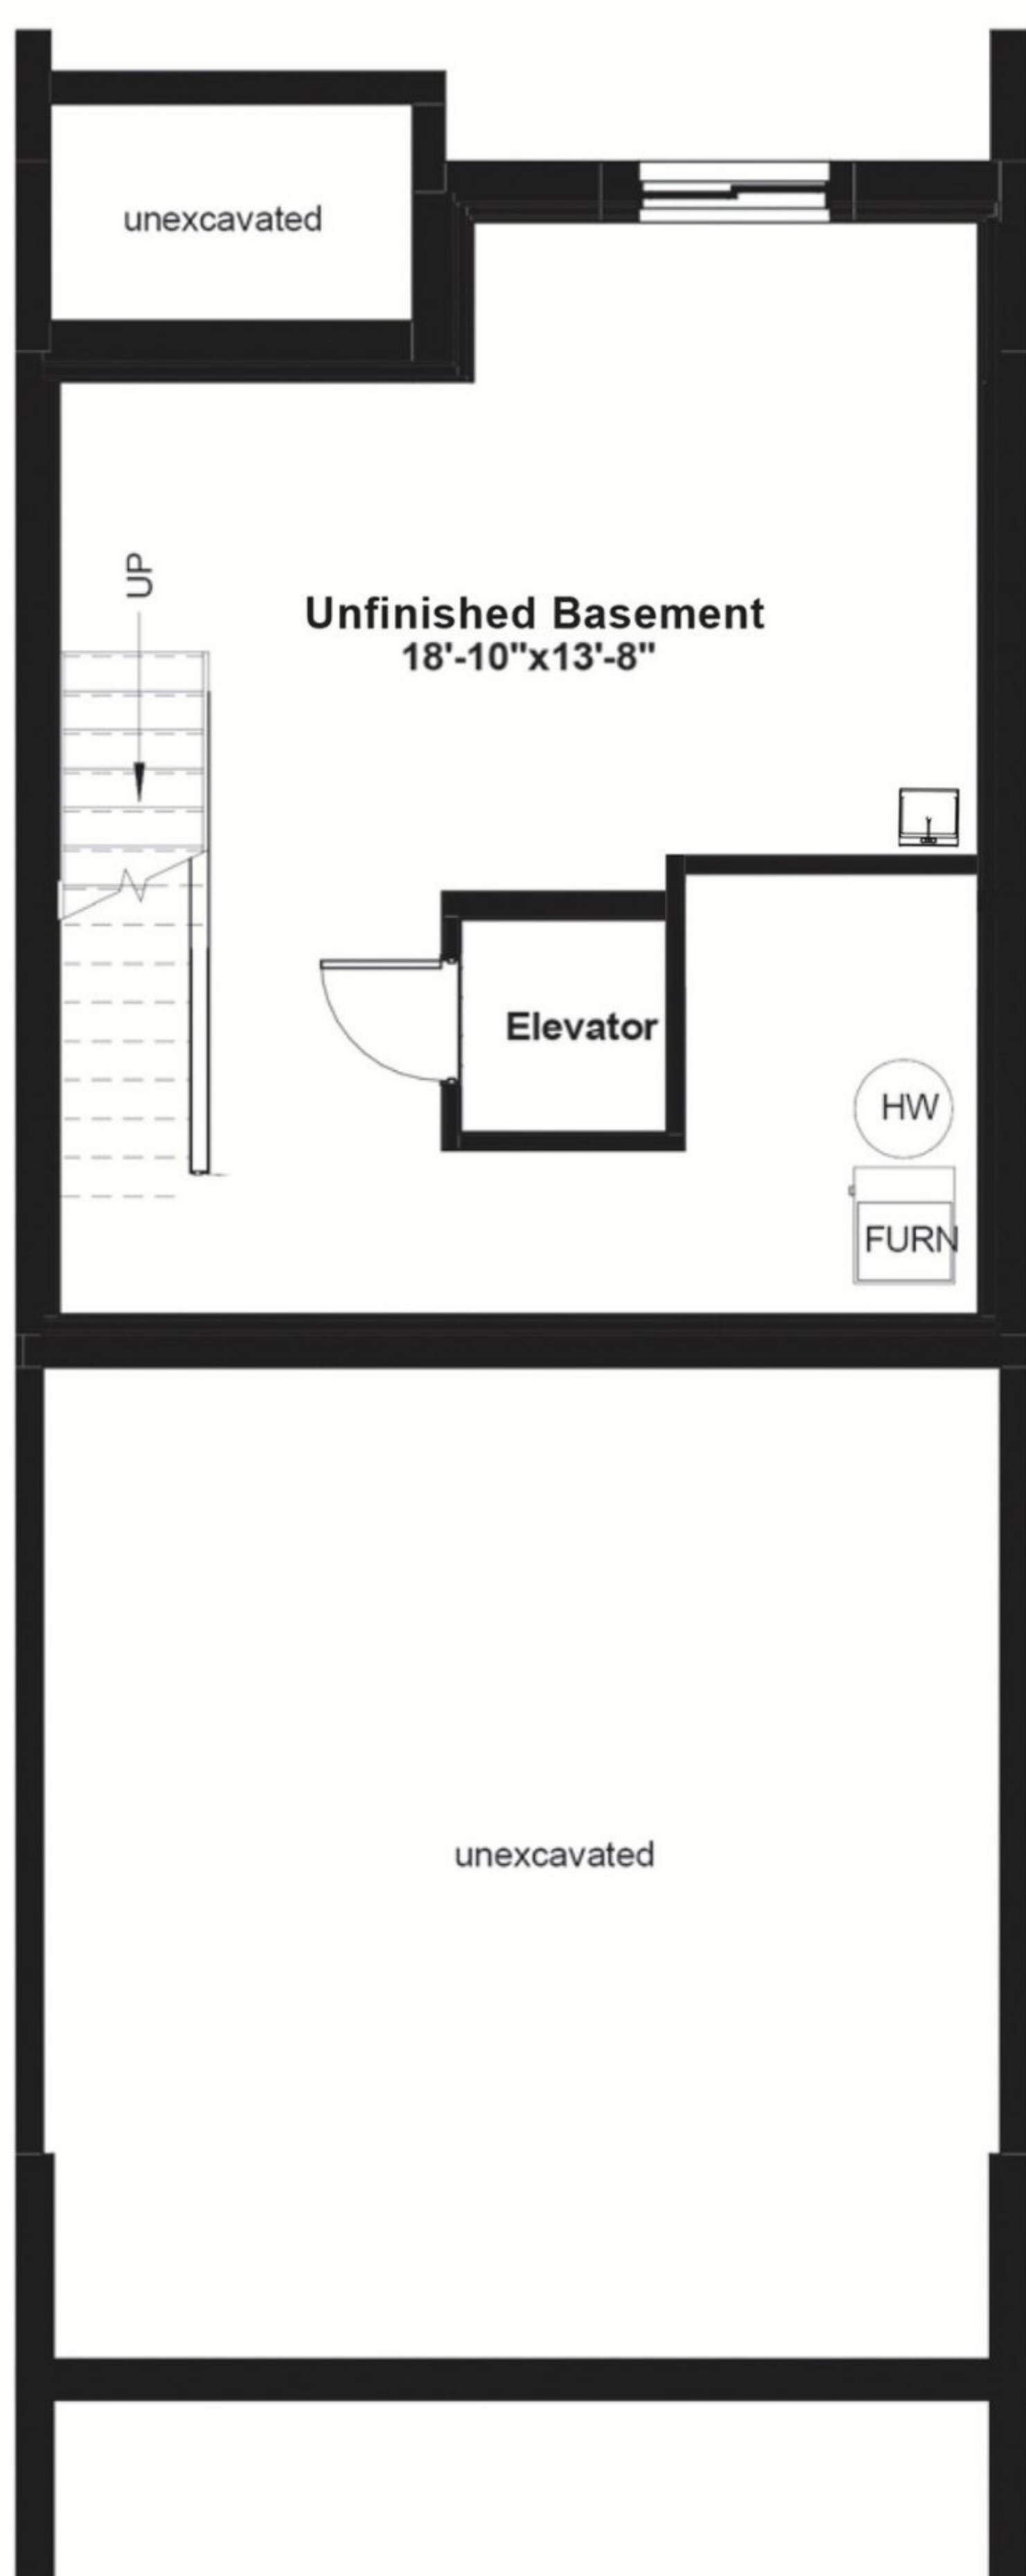 unexcavated
UP
Unfinished Basement
18'-10"x13'-8"
Elevator
HW
FURN
unexcavated